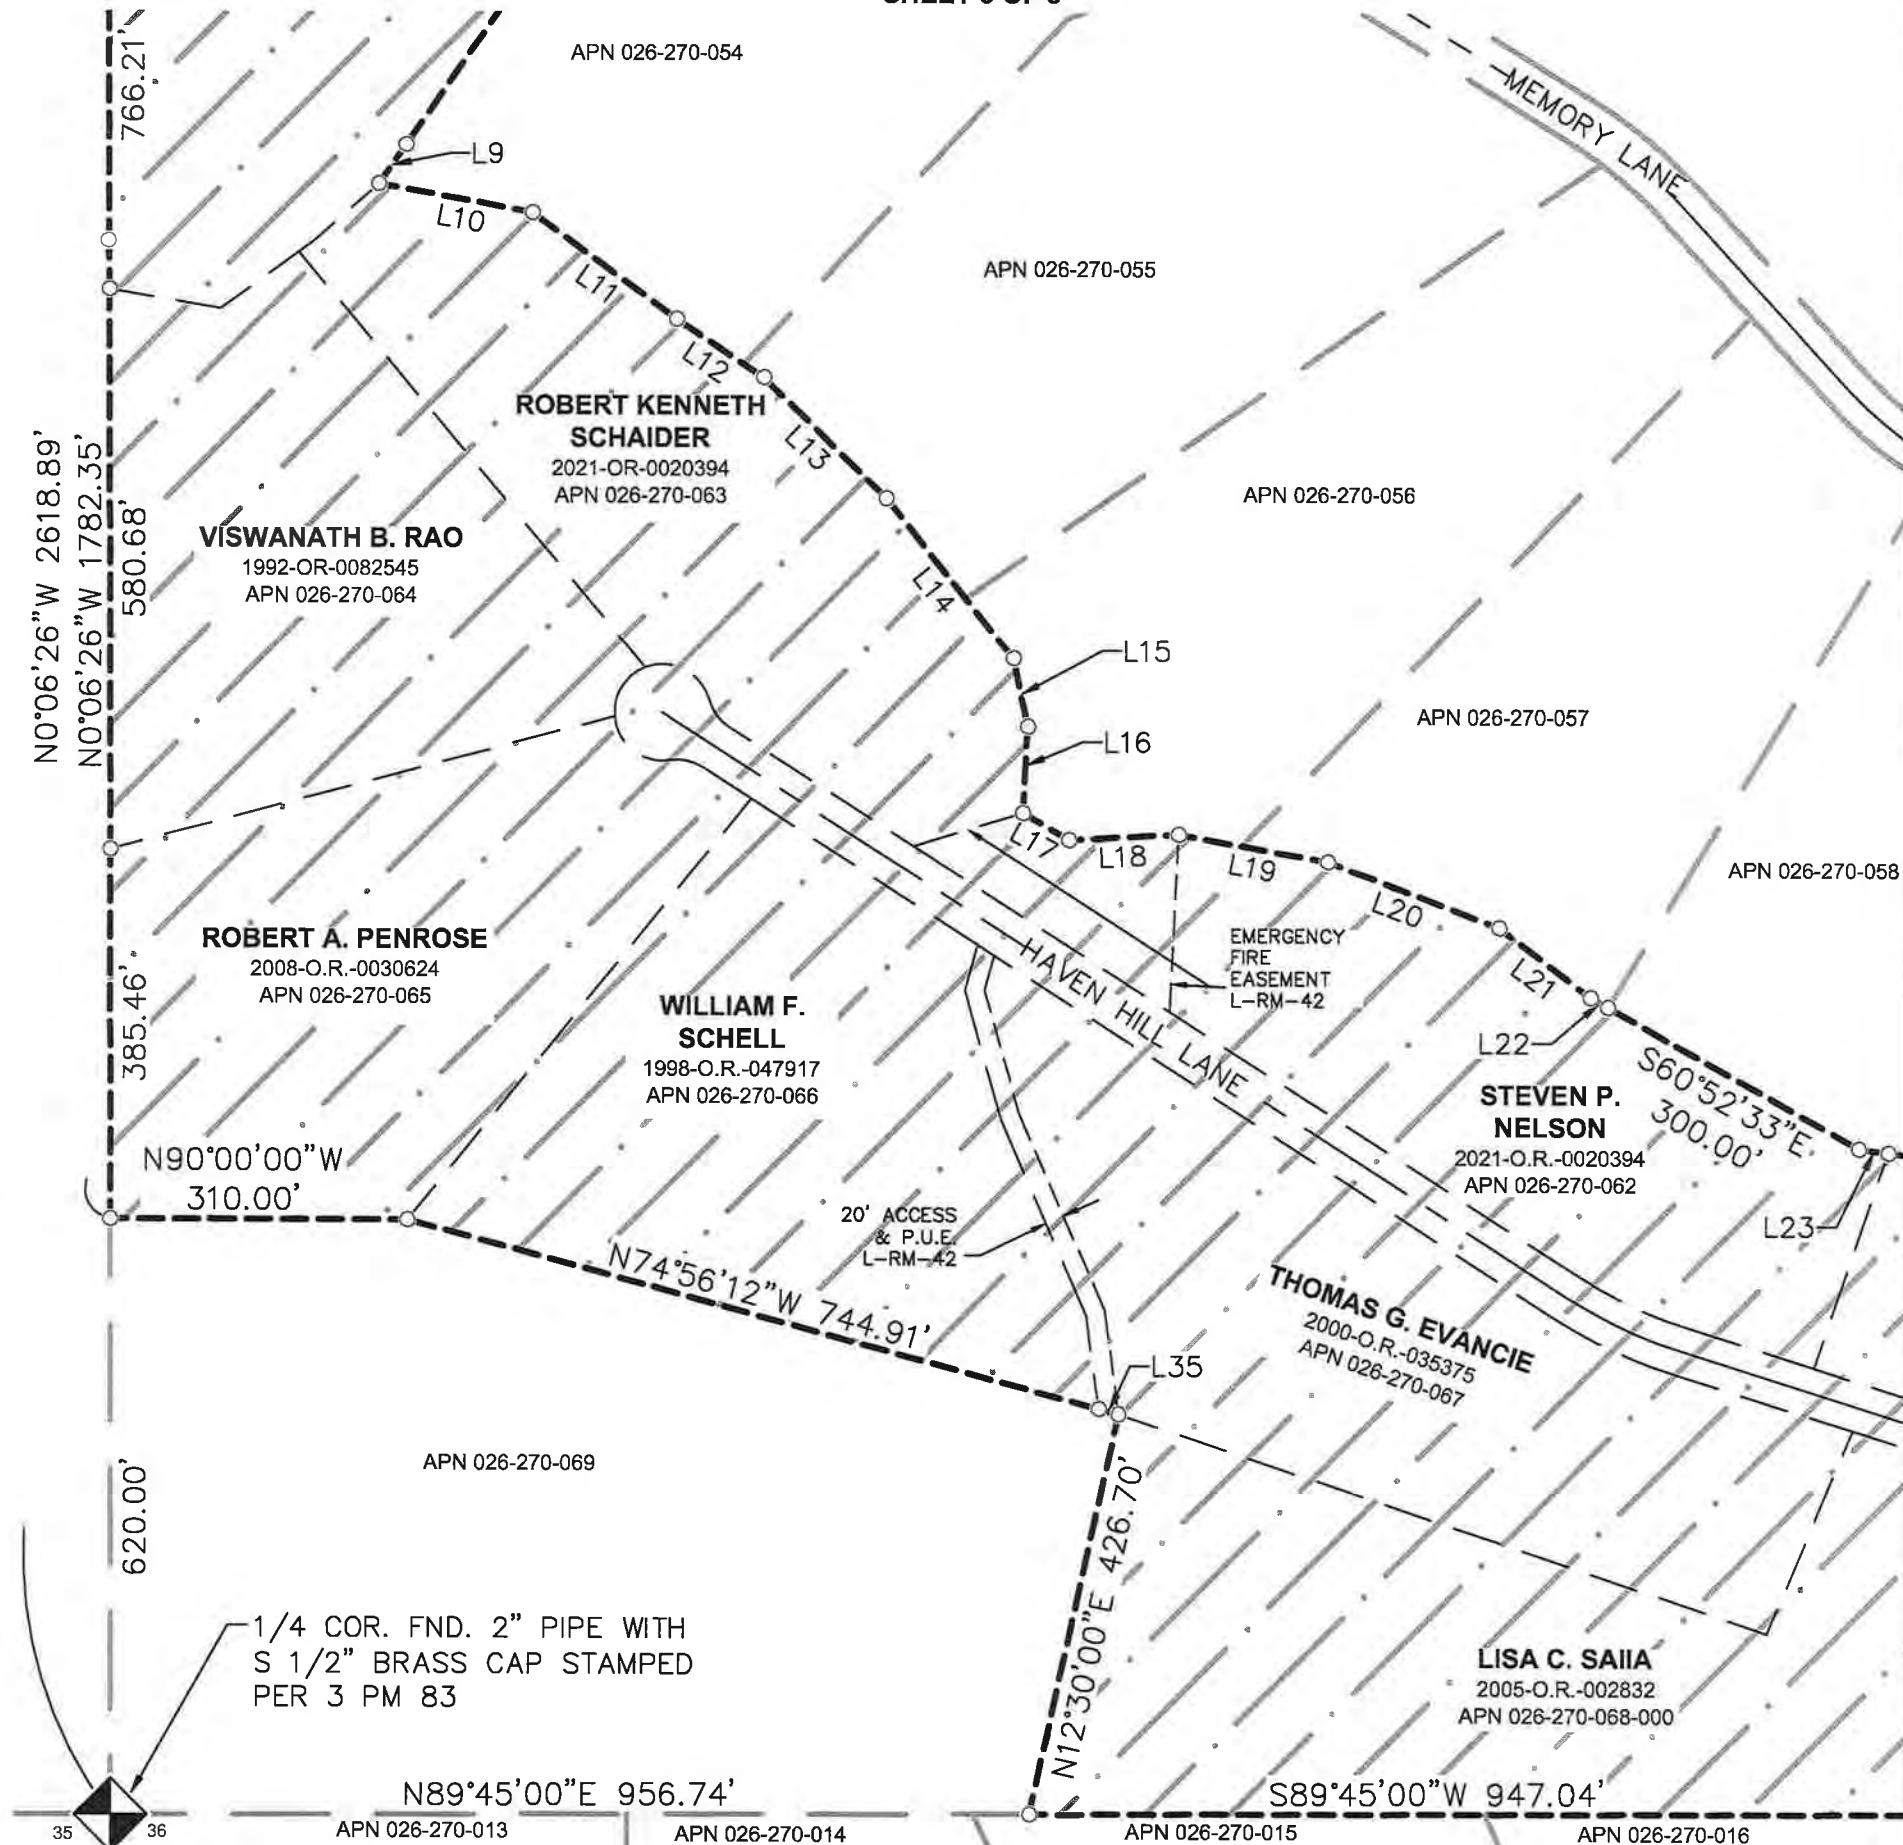 APN 026-270-054
766.21'
MEMORY LANE
L9
L10
APN 026-270-055
L11
L12
ROBERT KENNETH
SCHAIDER
2021-OR-0020394
APN 026-270-063
L13
N0°06'26"W 2618.89'
N0°06'26"W 1782.35'
580.68'
APN 026-270-056
VISWANATH B. RAO
1992-OR-0082545
APN 026-270-064
L14
L15
APN 026-270-057
L16
L17
L18
L19
APN 026-270-058
L20
ROBERT A. PENROSE
2008-O.R.-0030624
APN 026-270-065
EMERGENCY
FIRE
EASEMENT
L-RM-42
L21
385.46'
WILLIAM F.
SCHELL
1998-O.R.-047917
APN 026-270-066
HAVEN HILL LANE
L22
S60°52'33"E
300.00'
STEVEN P.
NELSON
2021-O.R.-0020394
APN 026-270-062
N90°00'00"W
310.00'
20' ACCESS
& P.U.E.
L-RM-42
L23
N74°56'12"W 744.91'
THOMAS G. EVANCIE
2000-O.R.-035375
APN 026-270-067
L35
APN 026-270-069
620.00'
N12°30'00"E 426.70'
1/4 COR. FND. 2" PIPE WITH
S 1/2" BRASS CAP STAMPED
PER 3 PM 83
LISA C. SAIIA
2005-O.R.-002832
APN 026-270-068-000
N89°45'00"E 956.74'
S89°45'00"W 947.04'
35
36
APN 026-270-013
APN 026-270-014
APN 026-270-015
APN 026-270-016